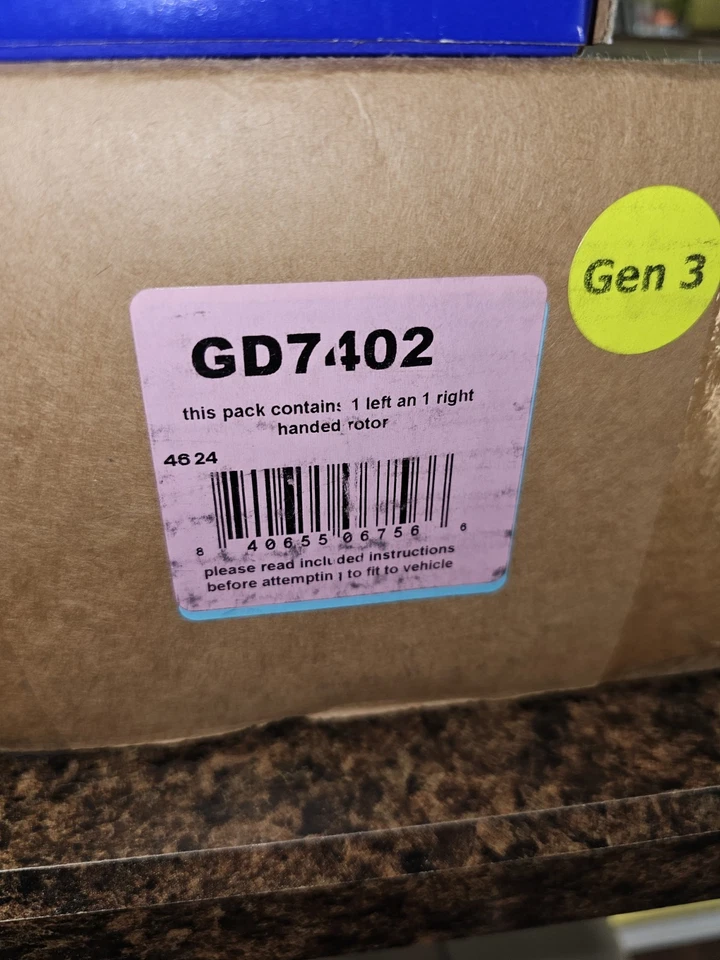 Gen 3
GD7402
this pack contains 1 left an 1 right
handed rotor
46 24
8 40655 06756 6
please read included instructions
before attempting to fit to vehicle